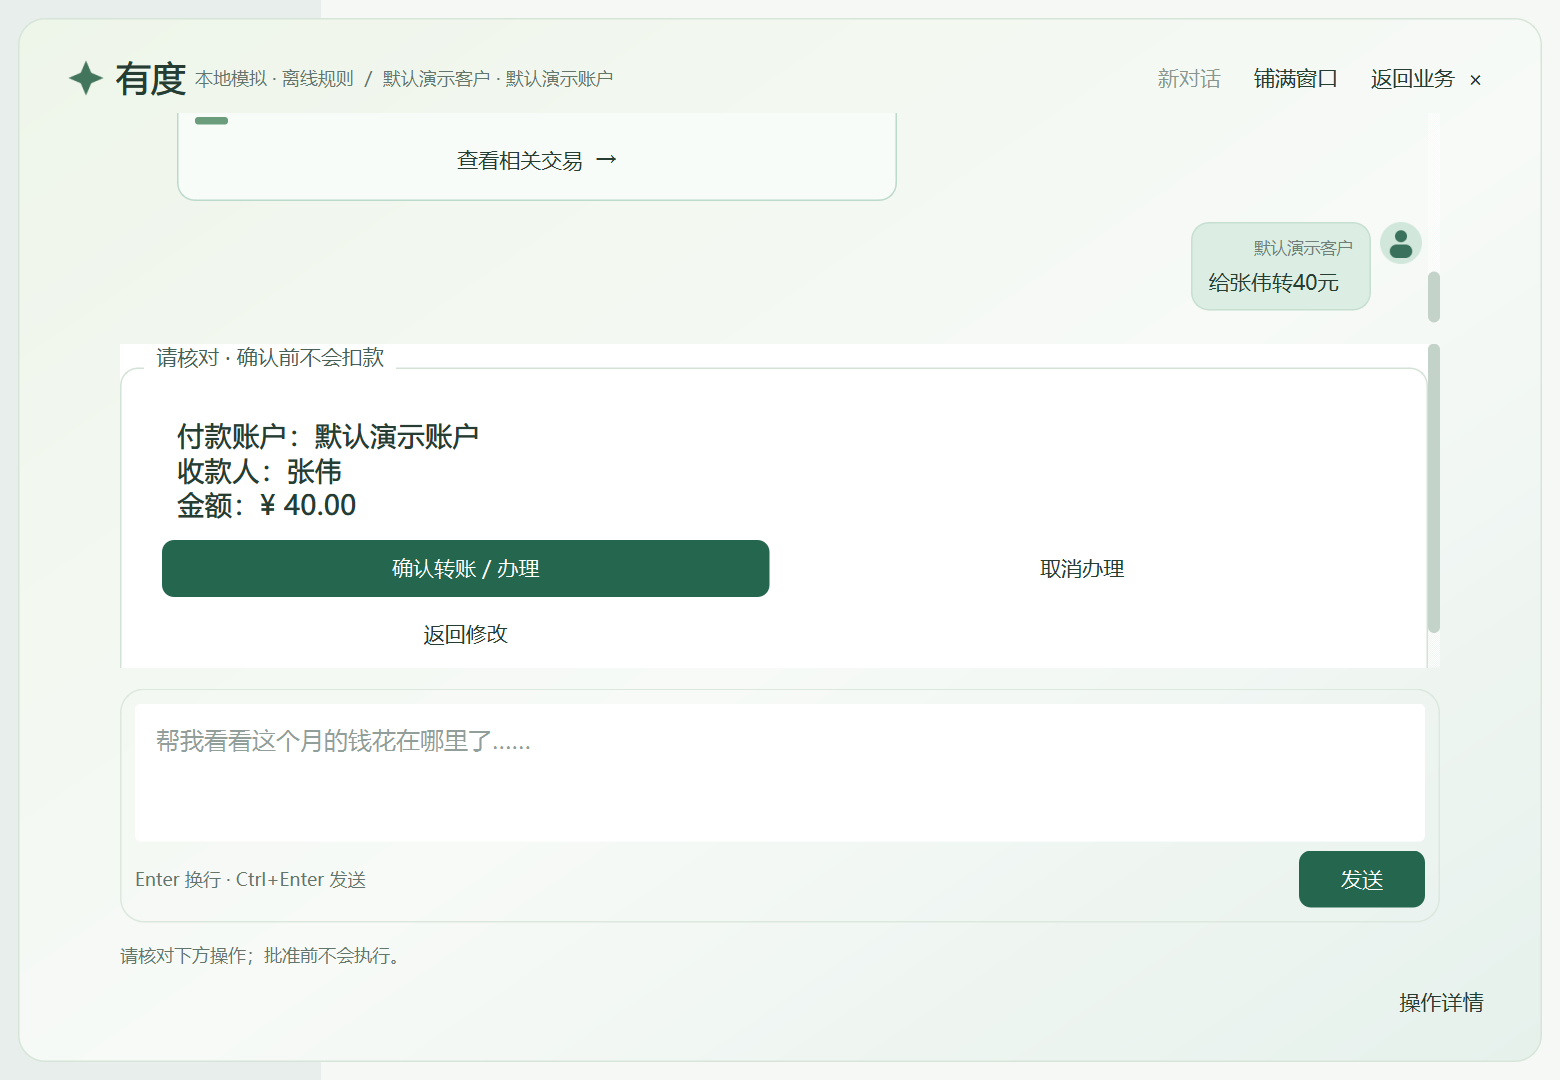 有度 本地模拟 · 离线规则 / 默认演示客户 · 默认演示账户 新对话 铺满窗口 返回业务 ×
查看相关交易 →
默认演示客户
给张伟转40元
请核对 · 确认前不会扣款
付款账户：默认演示账户
收款人：张伟
金额：¥ 40.00
确认转账 / 办理 取消办理
返回修改
帮我看看这个月的钱花在哪里了……
Enter 换行 · Ctrl+Enter 发送 发送
请核对下方操作；批准前不会执行。
操作详情